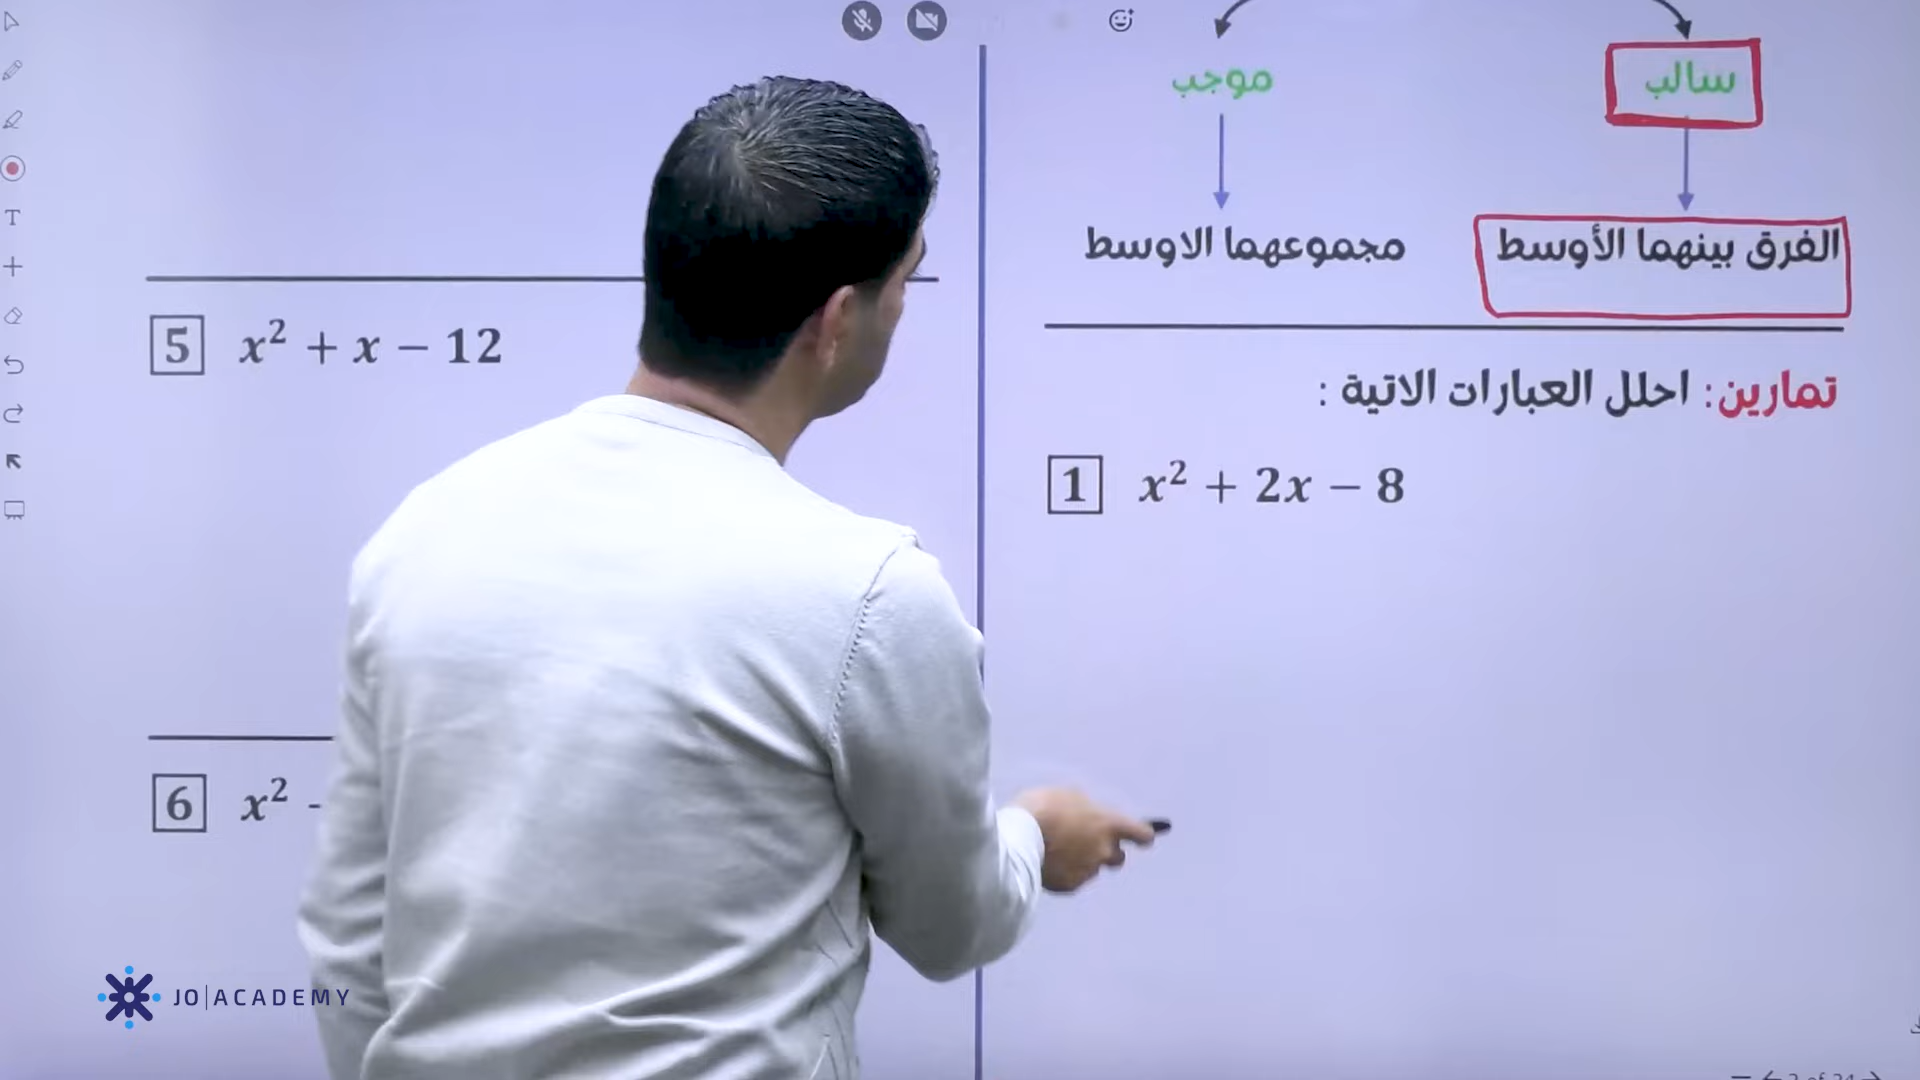 سالب
موجب
الفرق بينهما الأوسط
مجموعهما الاوسط
تمارين: احلل العبارات الاتية :
1 x² + 2x − 8
5 x² + x − 12
6 x² -
T
JO|ACADEMY